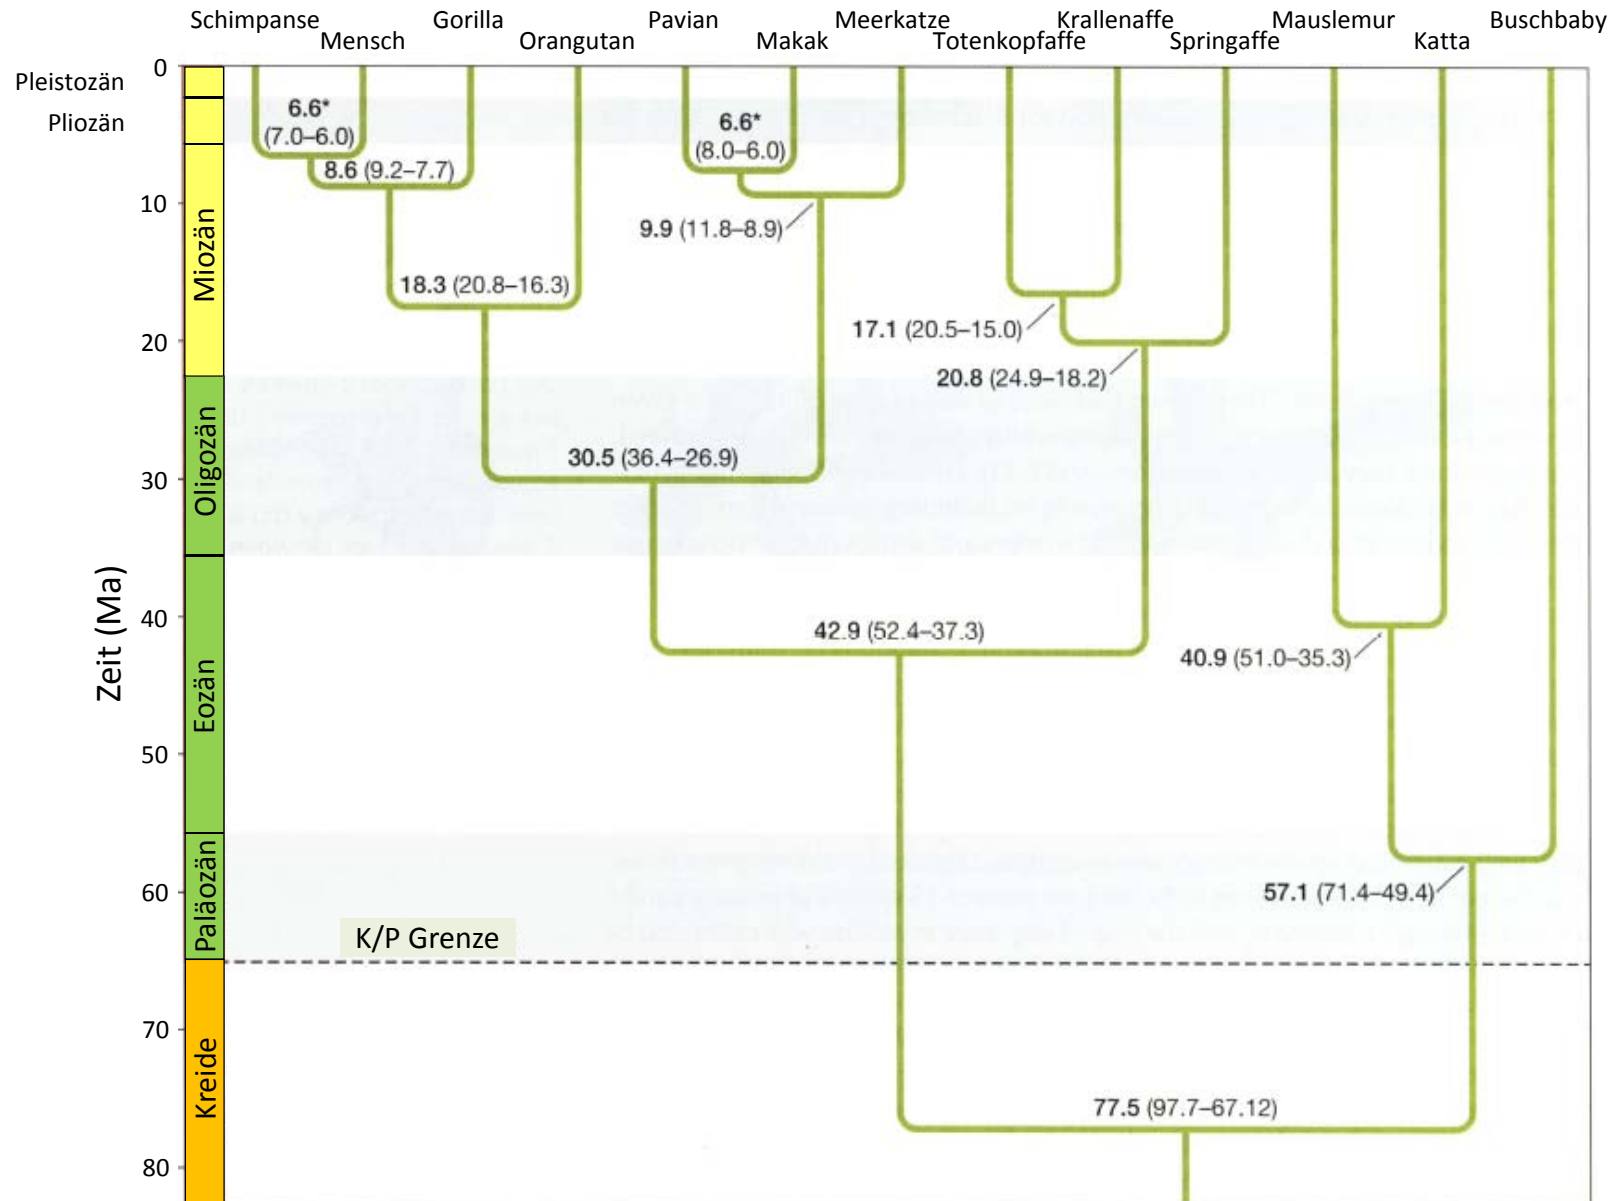 Schimpanse
Gorilla
Pavian
Meerkatze
Krallenaffe
Mauslemur
Buschbaby
Mensch
Orangutan
Makak
Totenkopfaffe
Springaffe
Katta
0
Pleistozän
Pliozän
6.6*
(7.0–6.0)
6.6*
(8.0–6.0)
8.6 (9.2–7.7)
10
9.9 (11.8–8.9)
Miozän
18.3 (20.8–16.3)
17.1 (20.5–15.0)
20
20.8 (24.9–18.2)
Oligozän
30.5 (36.4–26.9)
30
Zeit (Ma)
40
42.9 (52.4–37.3)
40.9 (51.0–35.3)
Eozän
50
Paläozän
60
57.1 (71.4–49.4)
K/P Grenze
70
Kreide
77.5 (97.7–67.12)
80